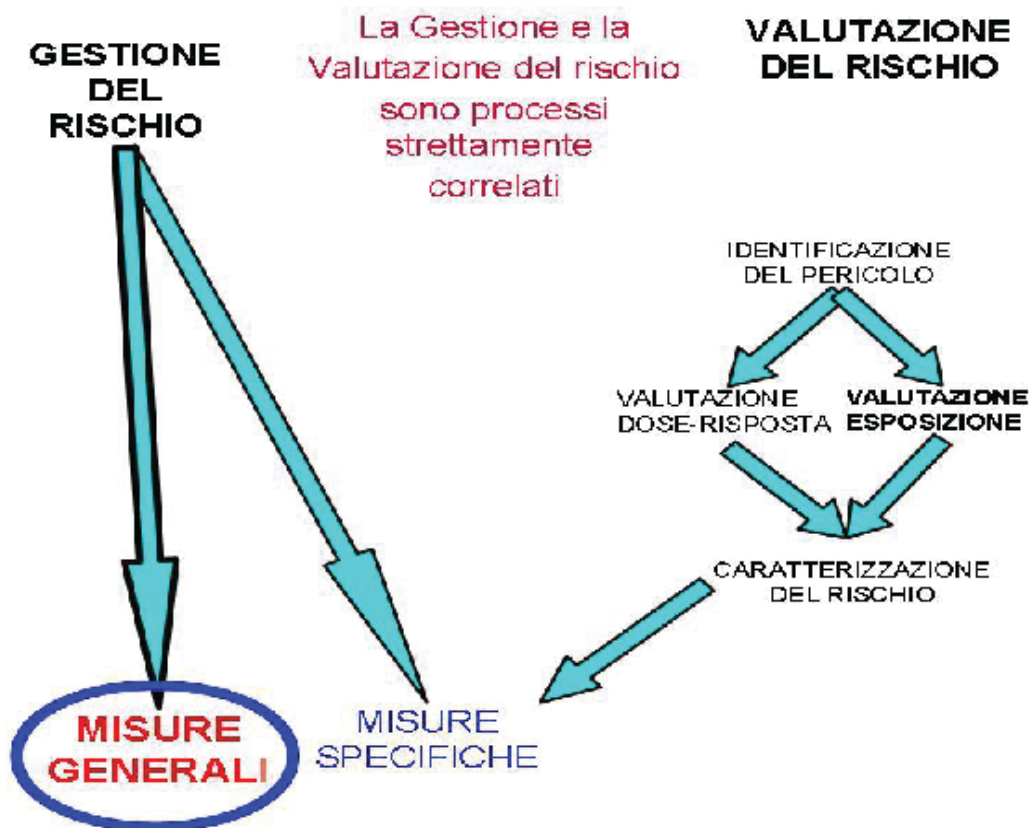 GESTIONE
DEL
RISCHIO
La Gestione e la
Valutazione del rischio
sono processi
strettamente
correlati
VALUTAZIONE
DEL RISCHIO
IDENTIFICAZIONE
DEL PERICOLO
VALUTAZIONE
DOSE-RISPOSTA
VALUTAZIONE
ESPOSIZIONE
CARATTERIZZAZIONE
DEL RISCHIO
MISURE
GENERALI
MISURE
SPECIFICHE